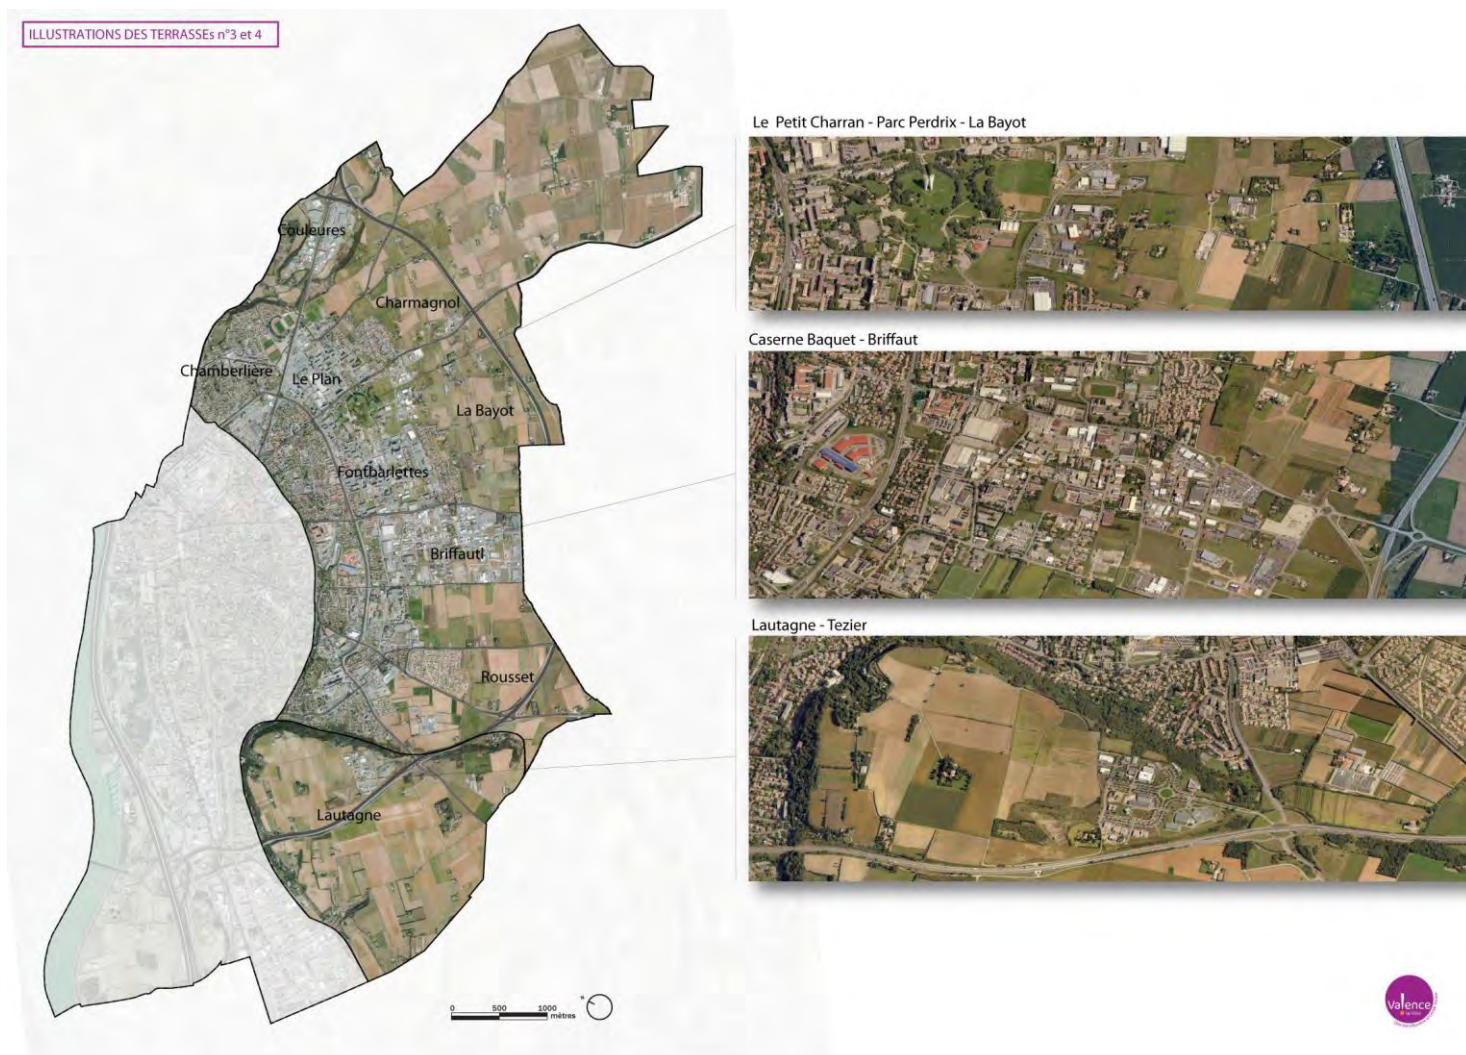 ILLUSTRATIONS DES TERRASSEs n°3 et 4
Le Petit Charran - Parc Perdrix - La Bayot
Couleures
Charmagnol
Caserne Baquet - Briffaut
Chamberlière
Le Plan
La Bayot
Fontbarlettes
Briffautl
Lautagne - Tezier
Rousset
Lautagne
0 500 1000
mètres
Valence